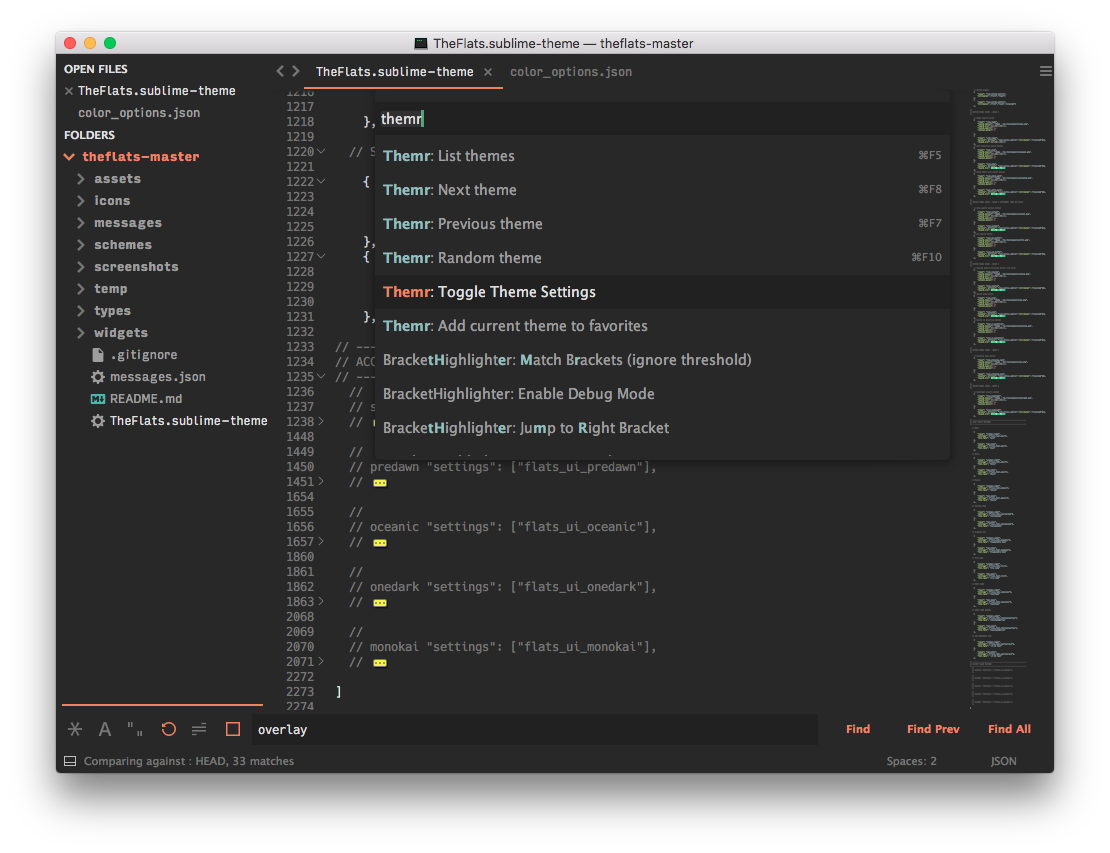 TheFlats.sublime-theme — theflats-master
OPEN FILES
TheFlats.sublime-theme
color_options.json
FOLDERS
theflats-master
assets
icons
messages
schemes
screenshots
temp
types
widgets
.gitignore
messages.json
README.md
TheFlats.sublime-theme
TheFlats.sublime-theme
color_options.json
themr
Themr: List themes ⌘F5
Themr: Next theme ⌘F8
Themr: Previous theme ⌘F7
Themr: Random theme ⌘F10
Themr: Toggle Theme Settings
Themr: Add current theme to favorites
BracketHighlighter: Match Brackets (ignore threshold)
BracketHighlighter: Enable Debug Mode
BracketHighlighter: Jump to Right Bracket
1216
1217
1218 },
1219
1220 // S
1221
1222 {
1223
1224
1225
1226 },
1227 {
1228
1229
1230
1231 },
1232
1233 // ---
1234 // ACC
1235 // ---
1236 //
1237 // s
1238 //
1448
1449 //
1450 // predawn "settings": ["flats_ui_predawn"],
1451 //
1654
1655 //
1656 // oceanic "settings": ["flats_ui_oceanic"],
1657 //
1860
1861 //
1862 // onedark "settings": ["flats_ui_onedark"],
1863 //
2068
2069 //
2070 // monokai "settings": ["flats_ui_monokai"],
2071 //
2272
2273 ]
2274
overlay
Find
Find Prev
Find All
Comparing against : HEAD, 33 matches
Spaces: 2
JSON